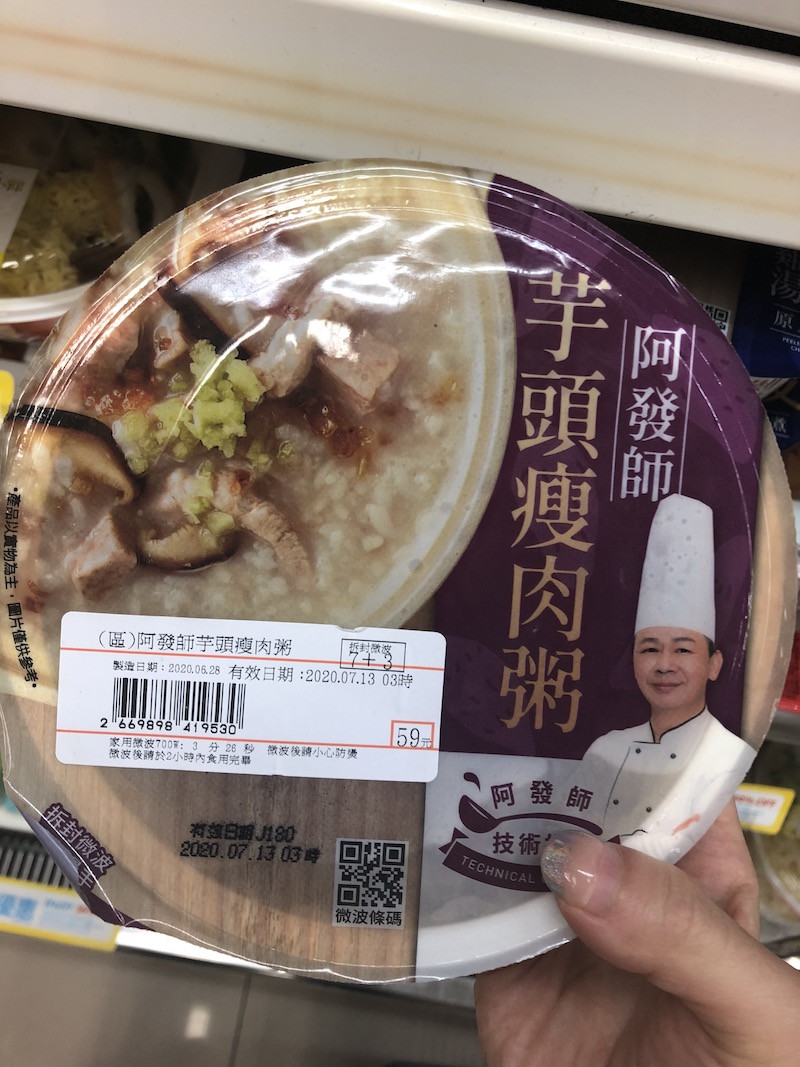 阿發師
芋頭瘦肉粥
•產品以實物為主，圖片僅供參考•
(區)阿發師芋頭瘦肉粥
拆封微波
7+3
製造日期：2020.06.28 有效日期：2020.07.13 03時
2 669898 419530
59元
家用微波700W: 3 分 26 秒 微波後請小心防燙
微波後請於2小時內食用完畢
有效日期 J180
2020.07.13 03時
微波條碼
拆封微波
阿發師
技術
TECHNICAL
雞湯
原